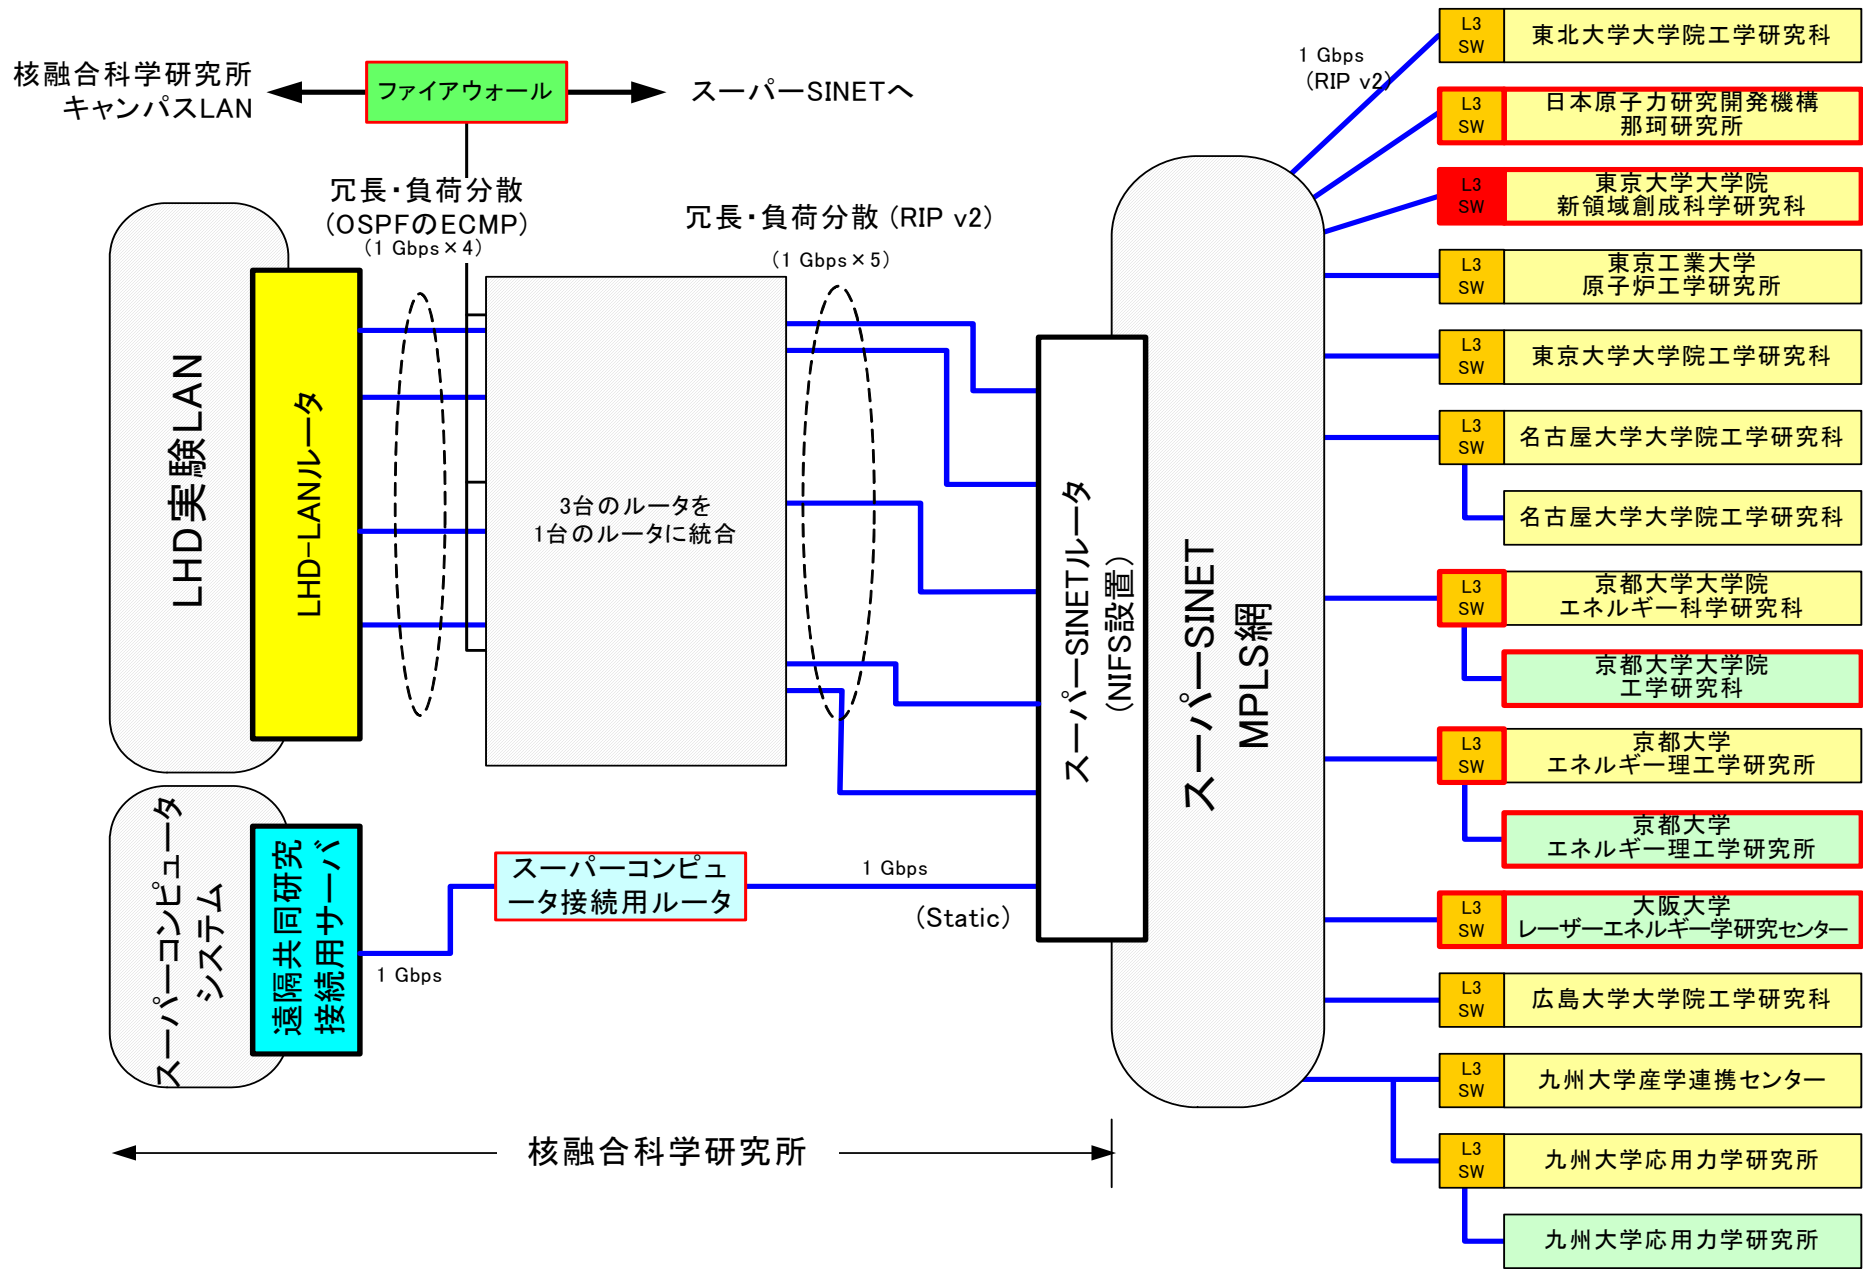 核融合科学研究所
キャンパスLAN
ファイアウォール
スーパーSINETへ
冗長・負荷分散
(OSPFのECMP)
(1 Gbps×4)
冗長・負荷分散 (RIP v2)
(1 Gbps×5)
1 Gbps
(RIP v2)
LHD実験LAN
LHD-LANルータ
3台のルータを
1台のルータに統合
スーパーSINETルータ
(NIFS設置)
スーパーSINET
MPLS網
スーパーコンピュータ
システム
遠隔共同研究
接続用サーバ
1 Gbps
スーパーコンピュ
ータ接続用ルータ
1 Gbps
(Static)
核融合科学研究所
L3
SW
東北大学大学院工学研究科
L3
SW
日本原子力研究開発機構
那珂研究所
L3
SW
東京大学大学院
新領域創成科学研究科
L3
SW
東京工業大学
原子炉工学研究所
L3
SW
東京大学大学院工学研究科
L3
SW
名古屋大学大学院工学研究科
名古屋大学大学院工学研究科
L3
SW
京都大学大学院
エネルギー科学研究科
京都大学大学院
工学研究科
L3
SW
京都大学
エネルギー理工学研究所
京都大学
エネルギー理工学研究所
L3
SW
大阪大学
レーザーエネルギー学研究センター
L3
SW
広島大学大学院工学研究科
L3
SW
九州大学産学連携センター
L3
SW
九州大学応用力学研究所
九州大学応用力学研究所